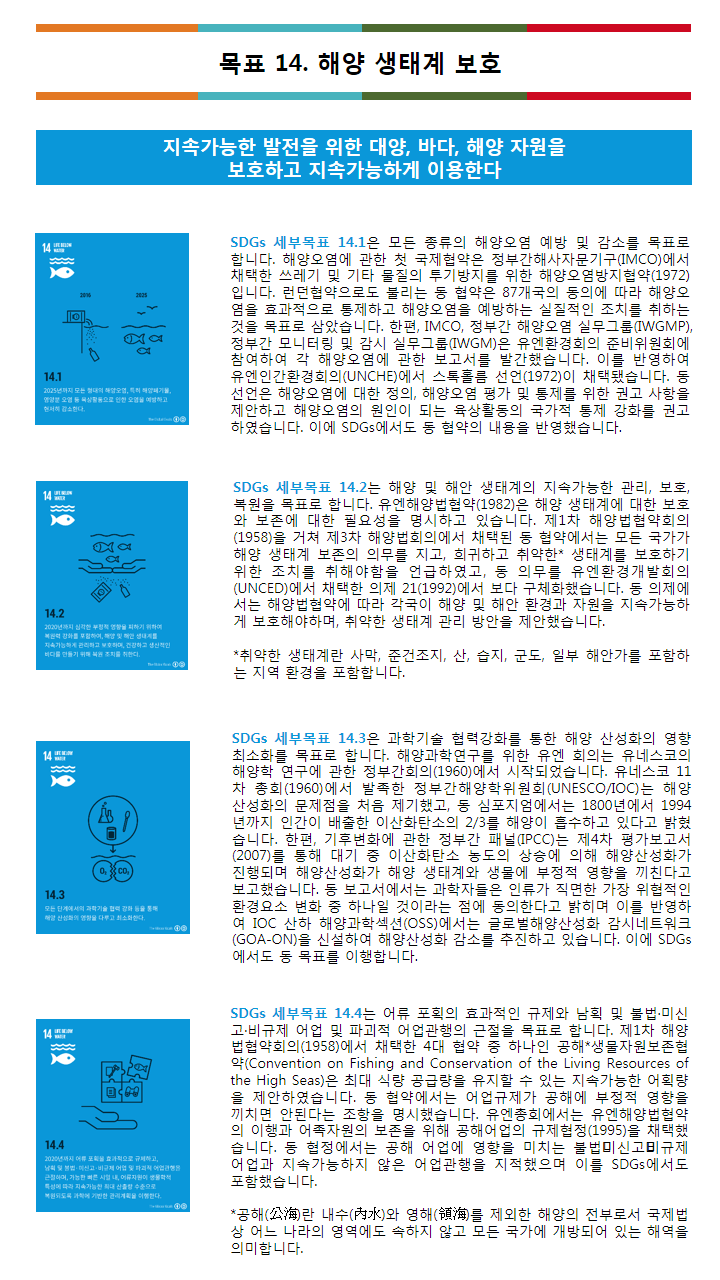 목표 14. 해양 생태계 보호
지속가능한 발전을 위한 대양, 바다, 해양 자원을
보호하고 지속가능하게 이용한다
14 LIFE BELOW
WATER
2016 2025
14.1
2025년까지 모든 형태의 해양오염, 특히 해양폐기물,
영양분 오염 등 육상활동으로 인한 오염을 예방하고
현저히 감소한다.
SDGs 세부목표 14.1은 모든 종류의 해양오염 예방 및 감소를 목표로
합니다. 해양오염에 관한 첫 국제협약은 정부간해사자문기구(IMCO)에서
채택한 쓰레기 및 기타 물질의 투기방지를 위한 해양오염방지협약(1972)
입니다. 런던협약으로도 불리는 동 협약은 87개국의 동의에 따라 해양오
염을 효과적으로 통제하고 해양오염을 예방하는 실질적인 조치를 취하는
것을 목표로 삼았습니다. 한편, IMCO, 정부간 해양오염 실무그룹(IWGMP),
정부간 모니터링 및 감시 실무그룹(IWGM)은 유엔환경회의 준비위원회에
참여하여 각 해양오염에 관한 보고서를 발간했습니다. 이를 반영하여
유엔인간환경회의(UNCHE)에서 스톡홀름 선언(1972)이 채택됐습니다. 동
선언은 해양오염에 대한 정의, 해양오염 평가 및 통제를 위한 권고 사항을
제안하고 해양오염의 원인이 되는 육상활동의 국가적 통제 강화를 권고
하였습니다. 이에 SDGs에서도 동 협약의 내용을 반영했습니다.
14 LIFE BELOW
WATER
14.2
2020년까지 심각한 부정적 영향을 피하기 위하여
복원력 강화를 포함하여, 해양 및 해안 생태계를
지속가능하게 관리하고 보호하며, 건강하고 생산적인
바다를 만들기 위해 복원 조치를 취한다.
SDGs 세부목표 14.2는 해양 및 해안 생태계의 지속가능한 관리, 보호,
복원을 목표로 합니다. 유엔해양법협약(1982)은 해양 생태계에 대한 보호
와 보존에 대한 필요성을 명시하고 있습니다. 제1차 해양법협약회의
(1958)을 거쳐 제3차 해양법회의에서 채택된 동 협약에서는 모든 국가가
해양 생태계 보존의 의무를 지고, 희귀하고 취약한* 생태계를 보호하기
위한 조치를 취해야함을 언급하였고, 동 의무를 유엔환경개발회의
(UNCED)에서 채택한 의제 21(1992)에서 보다 구체화했습니다. 동 의제에
서는 해양법협약에 따라 각국이 해양 및 해안 환경과 자원을 지속가능하
게 보호해야하며, 취약한 생태계 관리 방안을 제안했습니다.
*취약한 생태계란 사막, 준건조지, 산, 습지, 군도, 일부 해안가를 포함하
는 지역 환경을 포함합니다.
14 LIFE BELOW
WATER
O₂ CO₂
14.3
모든 단계에서의 과학기술 협력 강화 등을 통해
해양 산성화의 영향을 다루고 최소화한다.
SDGs 세부목표 14.3은 과학기술 협력강화를 통한 해양 산성화의 영향
최소화를 목표로 합니다. 해양과학연구를 위한 유엔 회의는 유네스코의
해양학 연구에 관한 정부간회의(1960)에서 시작되었습니다. 유네스코 11
차 총회(1960)에서 발족한 정부간해양학위원회(UNESCO/IOC)는 해양
산성화의 문제점을 처음 제기했고, 동 심포지엄에서는 1800년에서 1994
년까지 인간이 배출한 이산화탄소의 2/3를 해양이 흡수하고 있다고 밝혔
습니다. 한편, 기후변화에 관한 정부간 패널(IPCC)는 제4차 평가보고서
(2007)를 통해 대기 중 이산화탄소 농도의 상승에 의해 해양산성화가
진행되며 해양산성화가 해양 생태계와 생물에 부정적 영향을 끼친다고
보고했습니다. 동 보고서에서는 과학자들은 인류가 직면한 가장 위협적인
환경요소 변화 중 하나일 것이라는 점에 동의한다고 밝히며 이를 반영하
여 IOC 산하 해양과학섹션(OSS)에서는 글로벌해양산성화 감시네트워크
(GOA-ON)을 신설하여 해양산성화 감소를 추진하고 있습니다. 이에 SDGs
에서도 동 목표를 이행합니다.
14 LIFE BELOW
WATER
14.4
2020년까지 어류 포획을 효과적으로 규제하고,
남획 및 불법·미신고·비규제 어업 및 파괴적 어업관행을
근절하며, 가능한 빠른 시일 내, 어류자원이 생물학적
특성에 따라 지속가능한 최대 산출량 수준으로
복원되도록 과학에 기반한 관리계획을 이행한다.
SDGs 세부목표 14.4는 어류 포획의 효과적인 규제와 남획 및 불법·미신
고·비규제 어업 및 파괴적 어업관행의 근절을 목표로 합니다. 제1차 해양
법협약회의(1958)에서 채택한 4대 협약 중 하나인 공해*생물자원보존협
약(Convention on Fishing and Conservation of the Living Resources of
the High Seas)은 최대 식량 공급량을 유지할 수 있는 지속가능한 어획량
을 제안하였습니다. 동 협약에서는 어업규제가 공해에 부정적 영향을
끼치면 안된다는 조항을 명시했습니다. 유엔총회에서는 유엔해양법협약
의 이행과 어족자원의 보존을 위해 공해어업의 규제협정(1995)을 채택했
습니다. 동 협정에서는 공해 어업에 영향을 미치는 불법미신고비규제
어업과 지속가능하지 않은 어업관행을 지적했으며 이를 SDGs에서도
포함했습니다.
*공해(公海)란 내수(內水)와 영해(領海)를 제외한 해양의 전부로서 국제법
상 어느 나라의 영역에도 속하지 않고 모든 국가에 개방되어 있는 해역을
의미합니다.